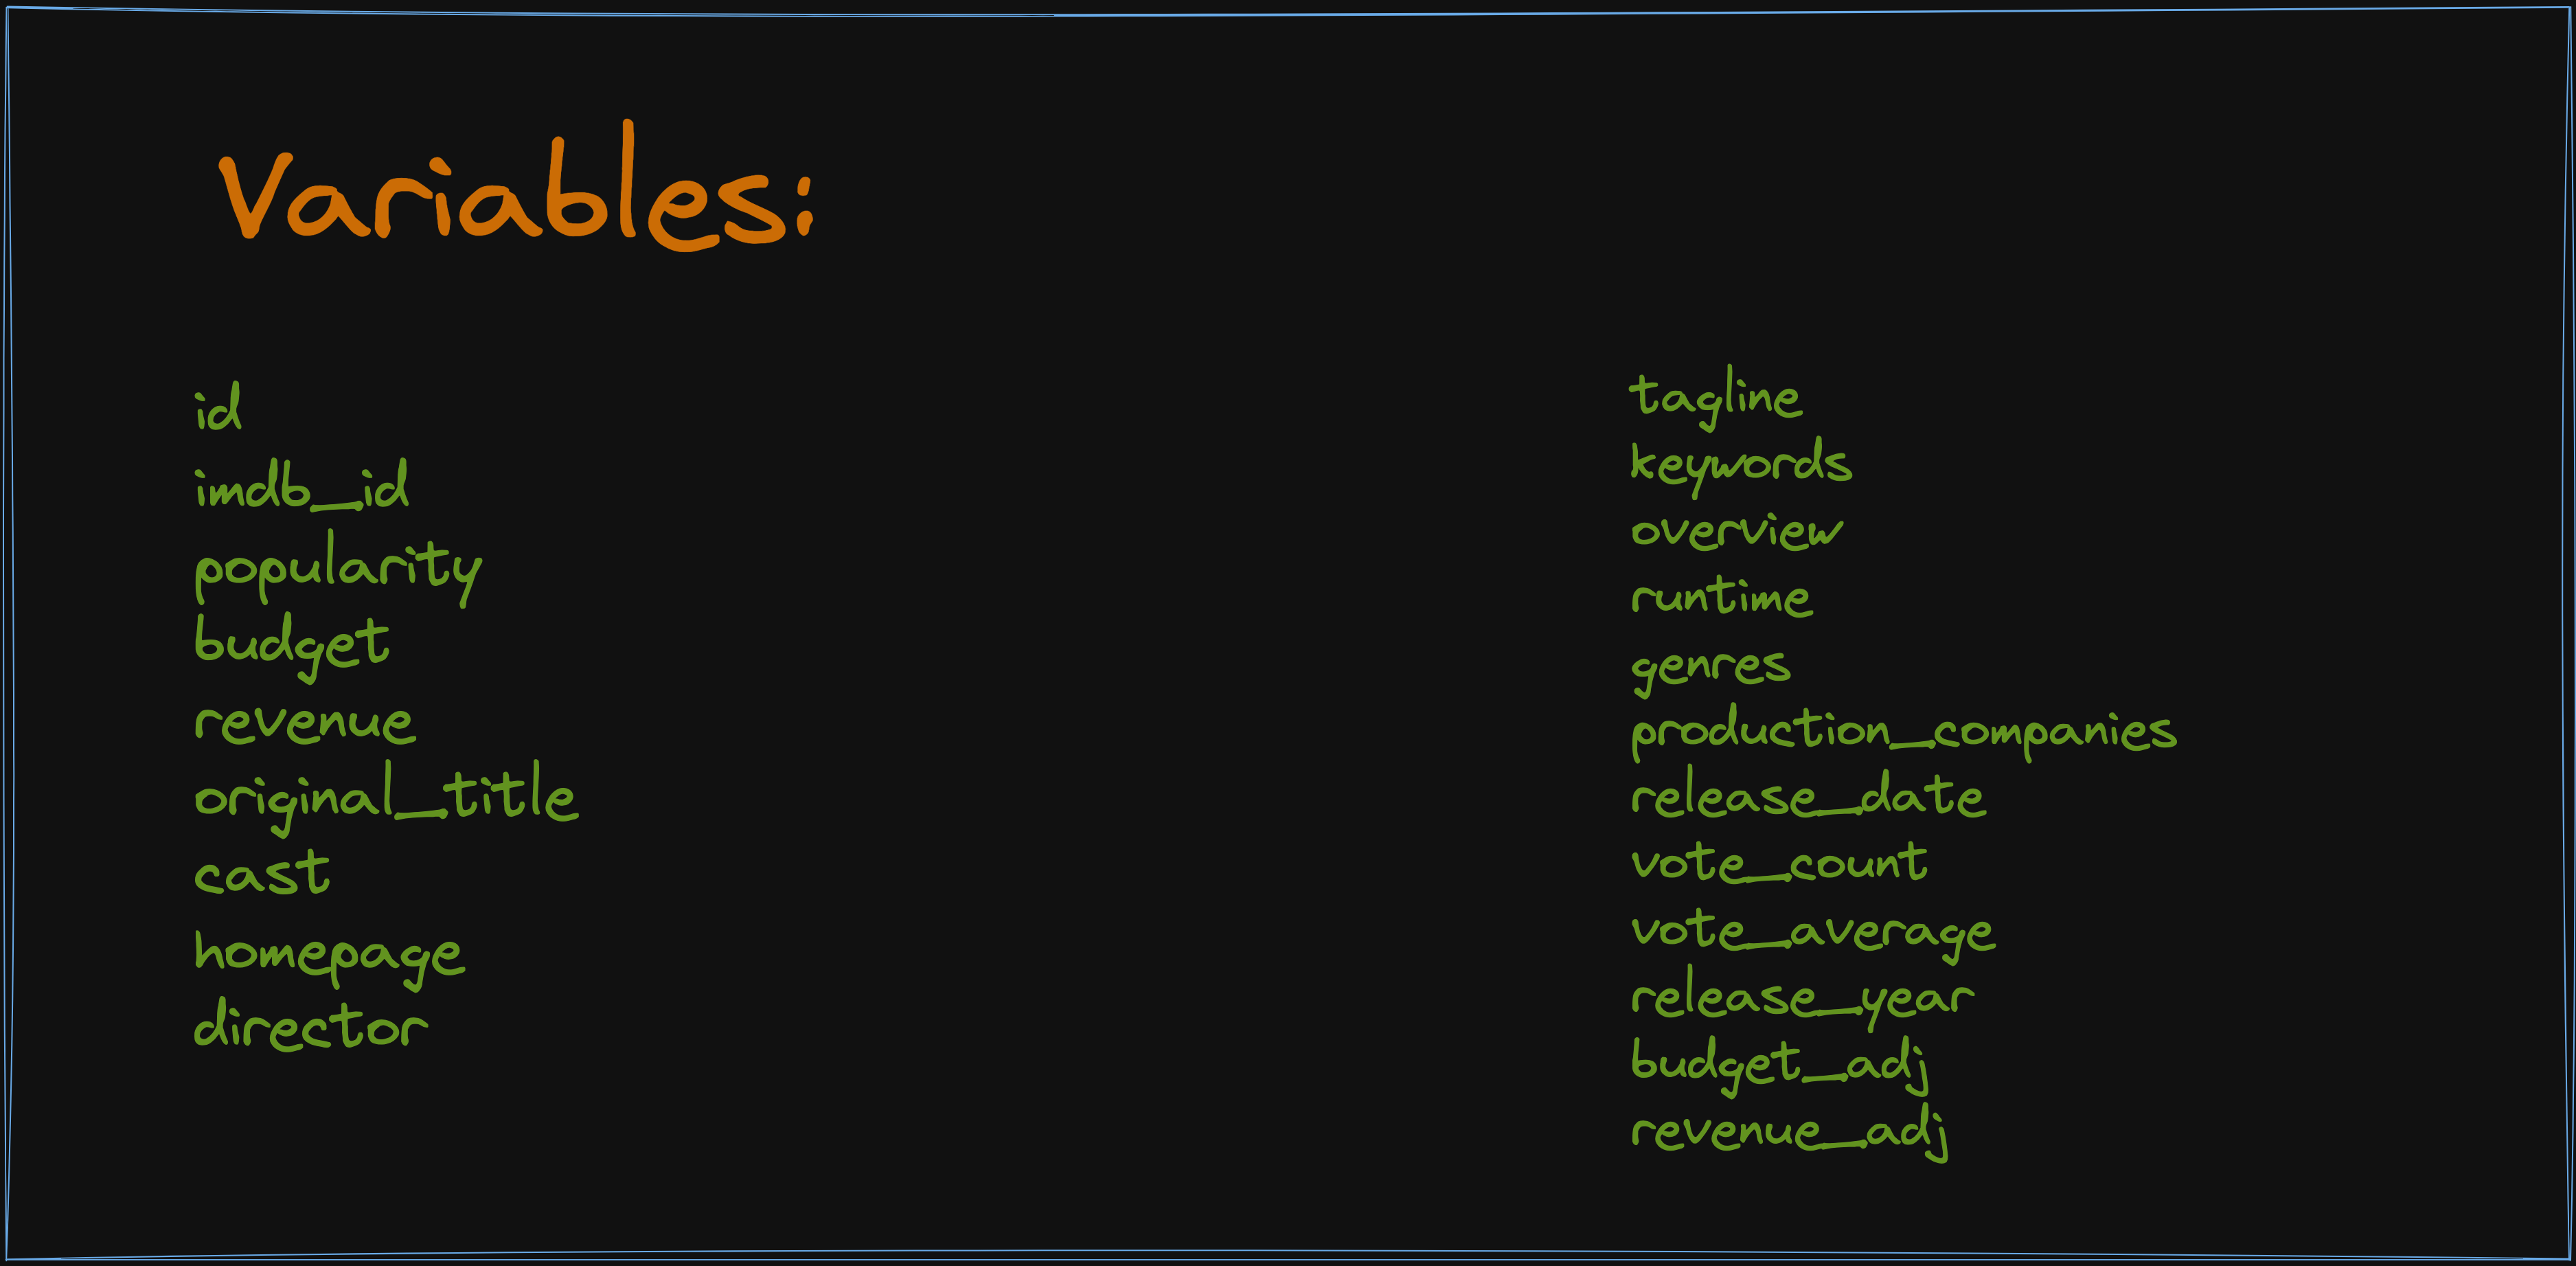 Variables:
id
imdb_id
popularity
budget
revenue
original_title
cast
homepage
director
tagline
keywords
overview
runtime
genres
production_companies
release_date
vote_count
vote_average
release_year
budget_adj
revenue_adj